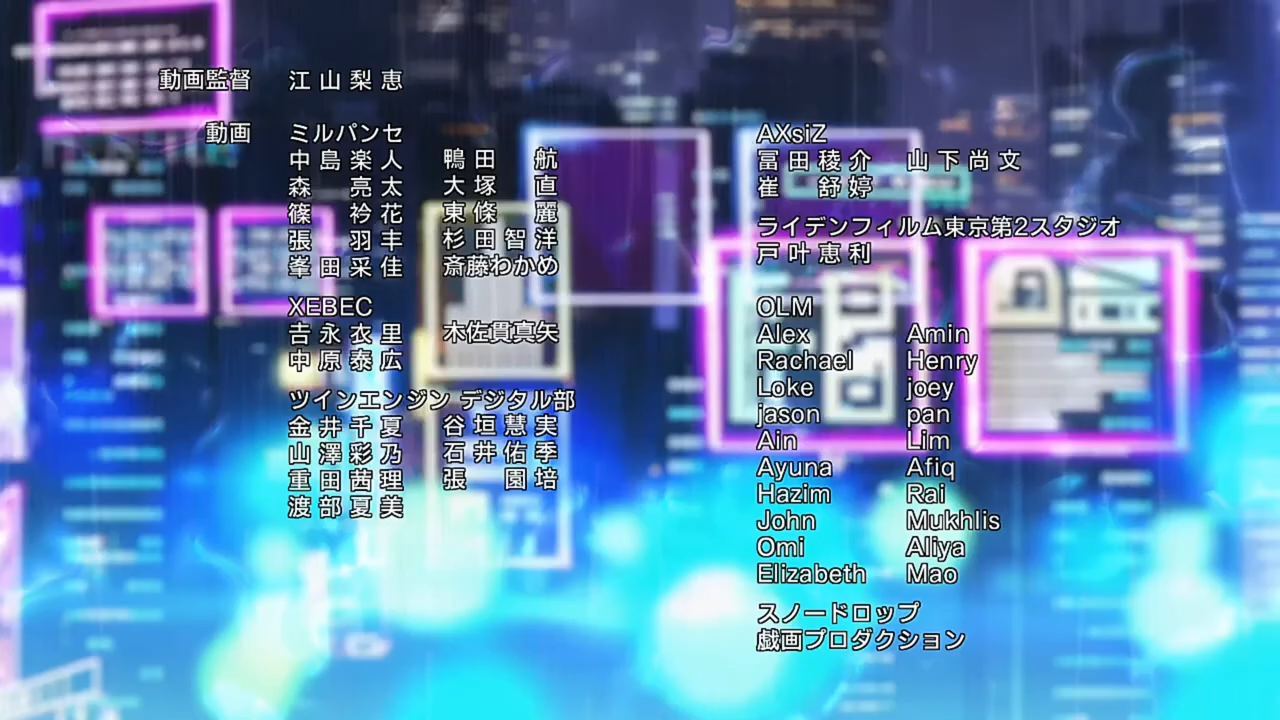 動画監督 江山梨恵
動画 ミルパンセ
中島楽人 鴨田 航
森 亮太 大塚 直
篠 衿花 東條 麗
張 羽丰 杉田智洋
峯田采佳 斎藤わかめ
XEBEC
吉永衣里 木佐貫真矢
中原泰広
ツインエンジン デジタル部
金井千夏 谷垣慧実
山澤彩乃 石井佑季
重田茜理 張 園培
渡部夏美
AXsiZ
冨田稜介 山下尚文
崔 舒婷
ライデンフィルム東京第2スタジオ
戸叶恵利
OLM
Alex Amin
Rachael Henry
Loke joey
jason pan
Ain Lim
Ayuna Afiq
Hazim Rai
John Mukhlis
Omi Aliya
Elizabeth Mao
スノードロップ
戯画プロダクション